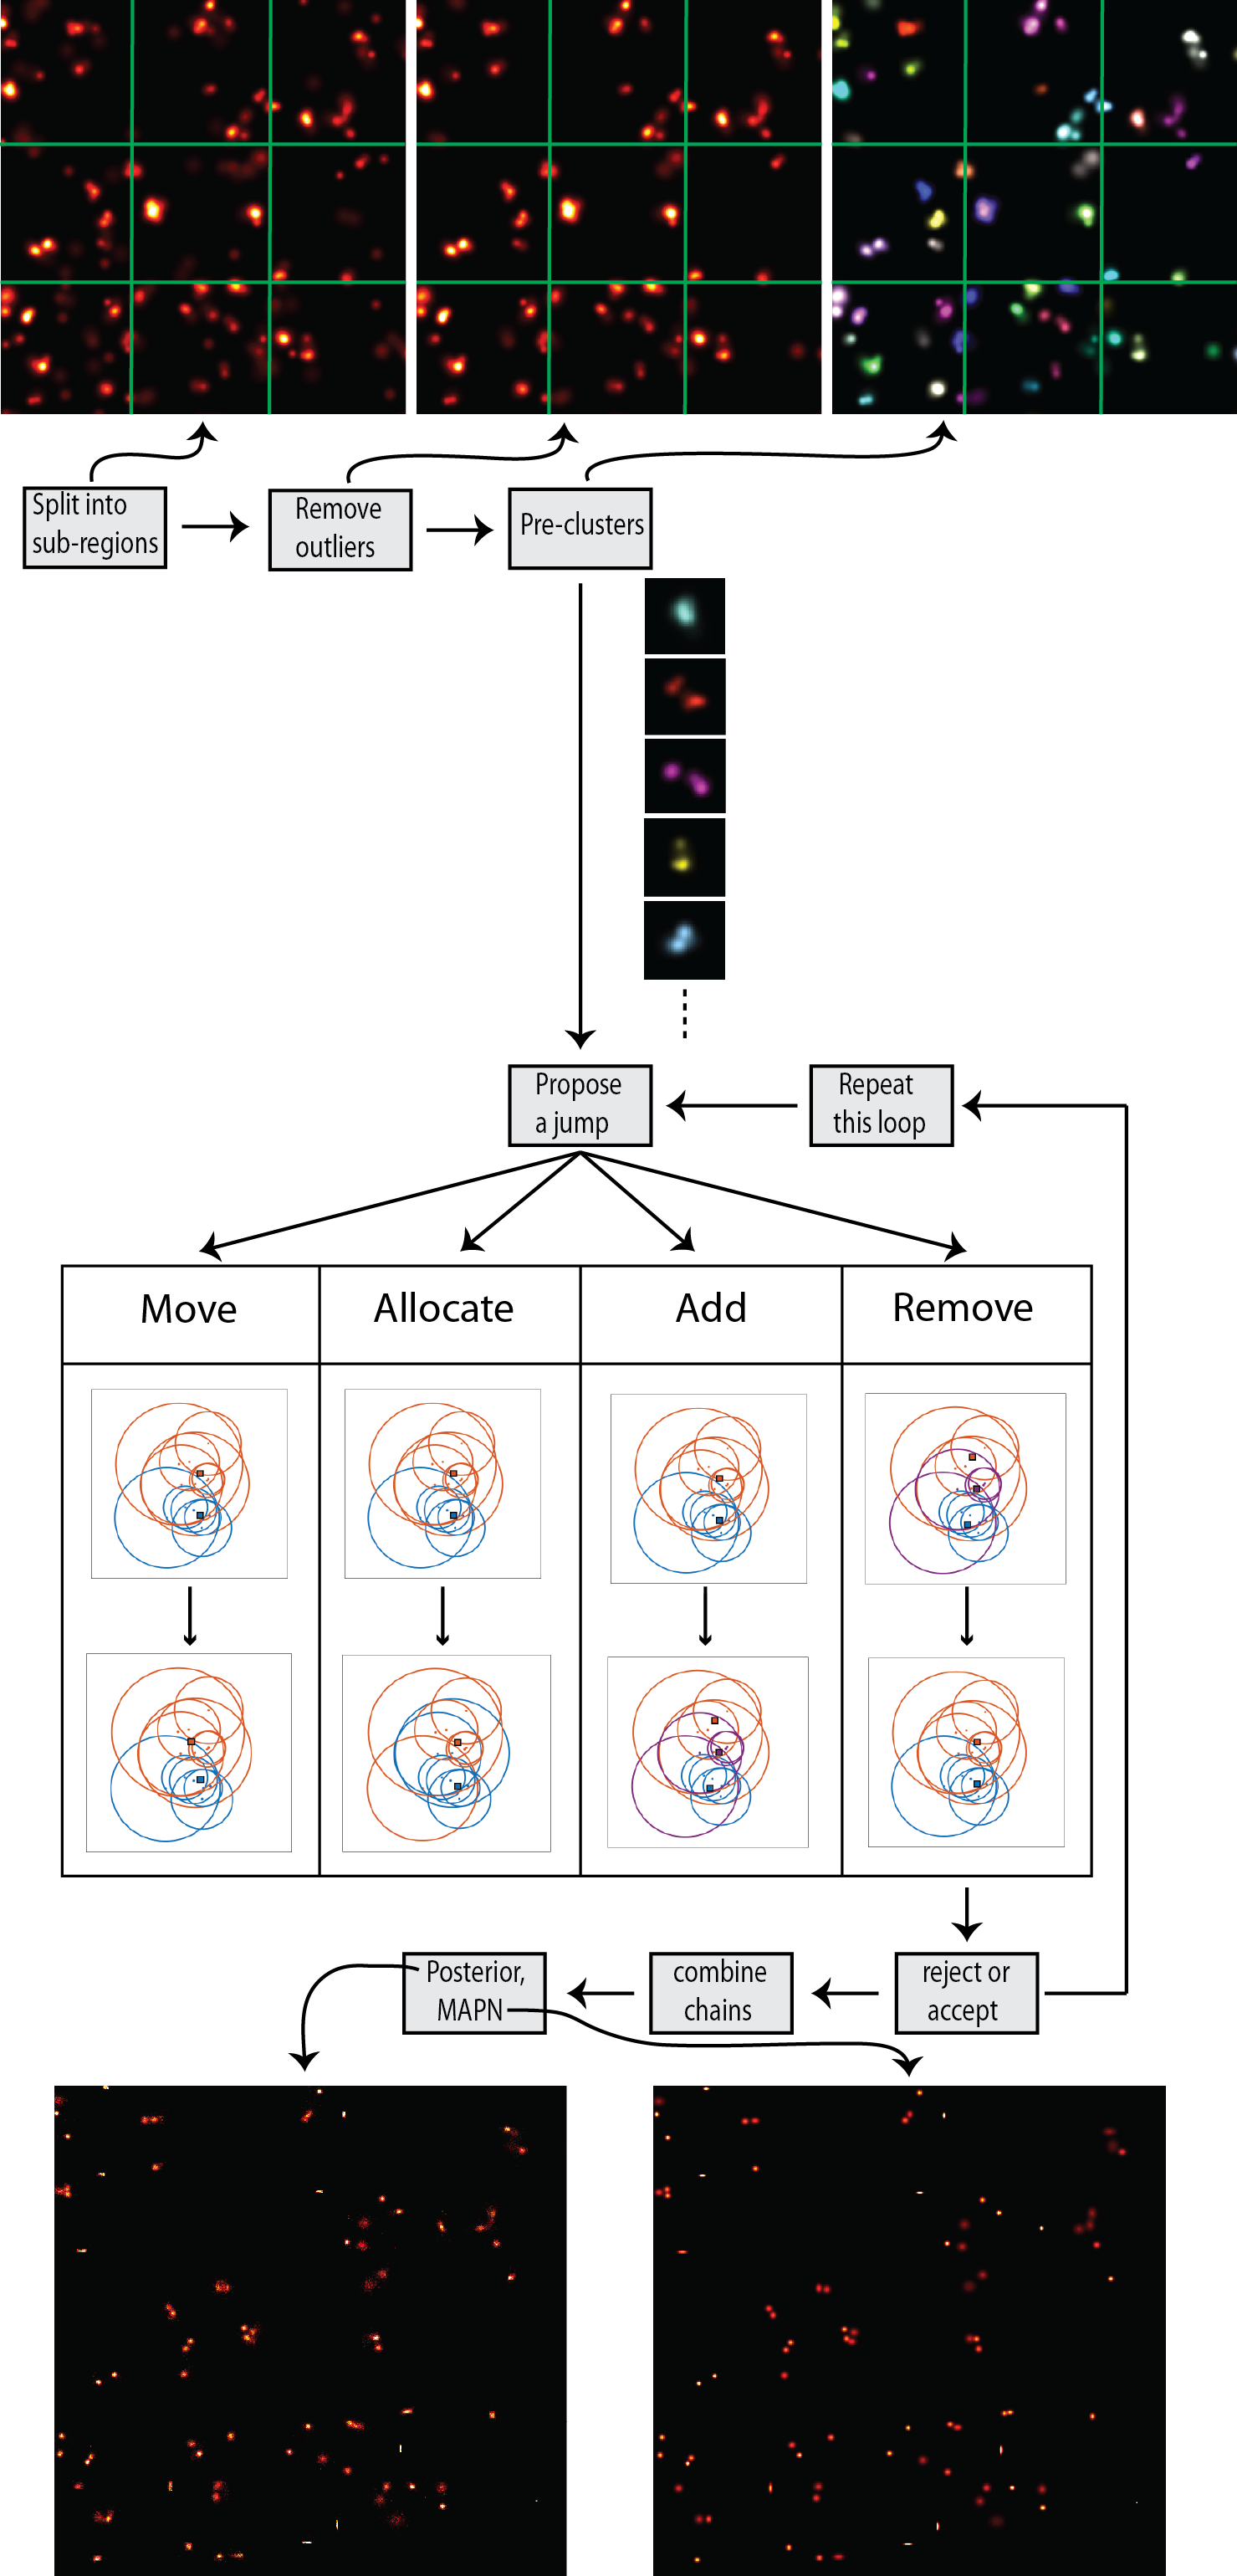 Split into
sub-regions
Remove
outliers
Pre-clusters
Propose
a jump
Repeat
this loop
Move
Allocate
Add
Remove
Posterior,
MAPN
combine
chains
reject or
accept